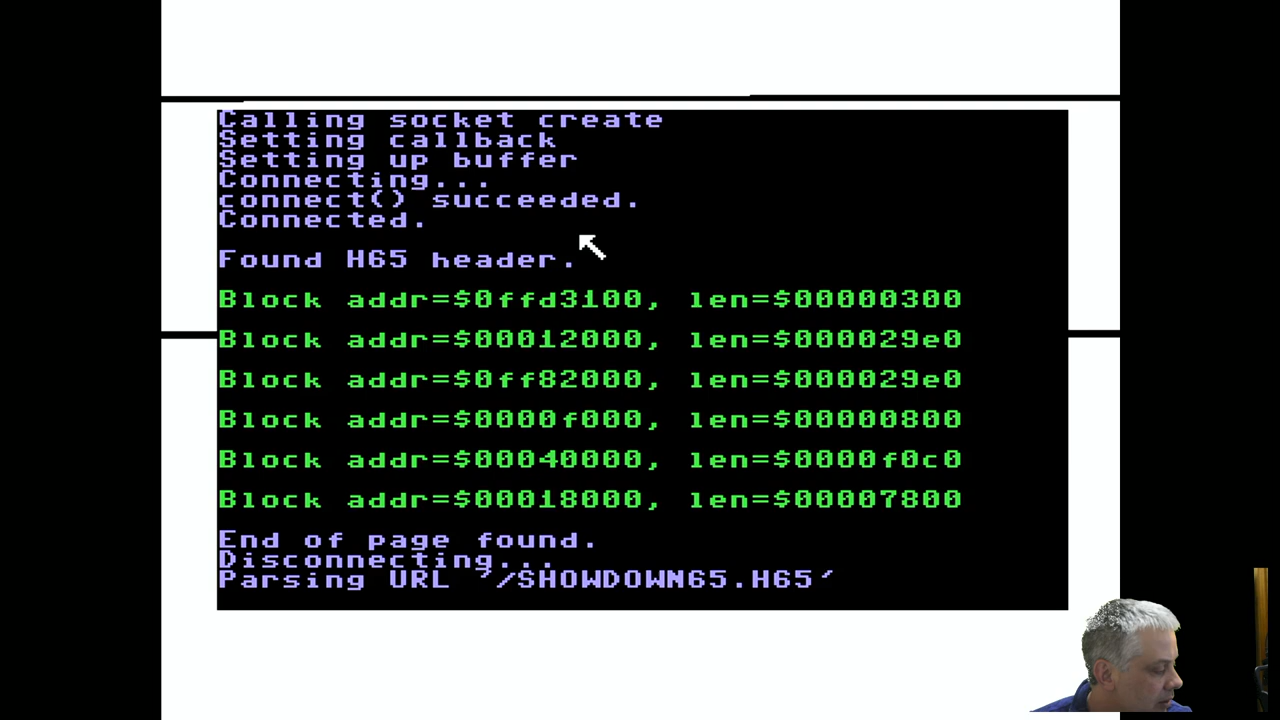 Calling socket create
Setting callback
Setting up buffer
Connecting...
connect() succeeded.
Connected.
Found H65 header.
Block addr=$0ffd3100, len=$00000300
Block addr=$00012000, len=$000029e0
Block addr=$0ff82000, len=$000029e0
Block addr=$0000f000, len=$00000800
Block addr=$00040000, len=$0000f0c0
Block addr=$00018000, len=$00007800
End of page found.
Disconnecting...
Parsing URL '/SHOWDOWN65.H65'